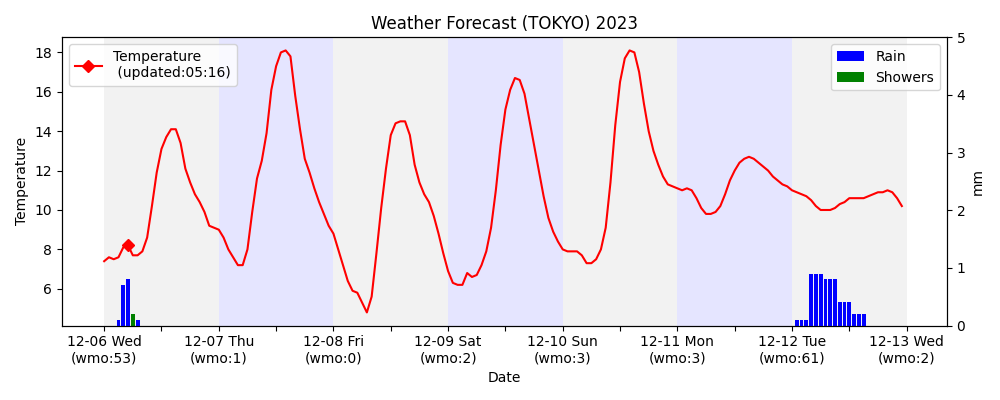 Weather Forecast (TOKYO) 2023
Temperature
(updated:05:16)
Rain
Showers
Temperature
18
16
14
12
10
8
6
5
4
3
2
1
0
mm
12-06 Wed
(wmo:53)
12-07 Thu
(wmo:1)
12-08 Fri
(wmo:0)
12-09 Sat
(wmo:2)
12-10 Sun
(wmo:3)
12-11 Mon
(wmo:3)
12-12 Tue
(wmo:61)
12-13 Wed
(wmo:2)
Date